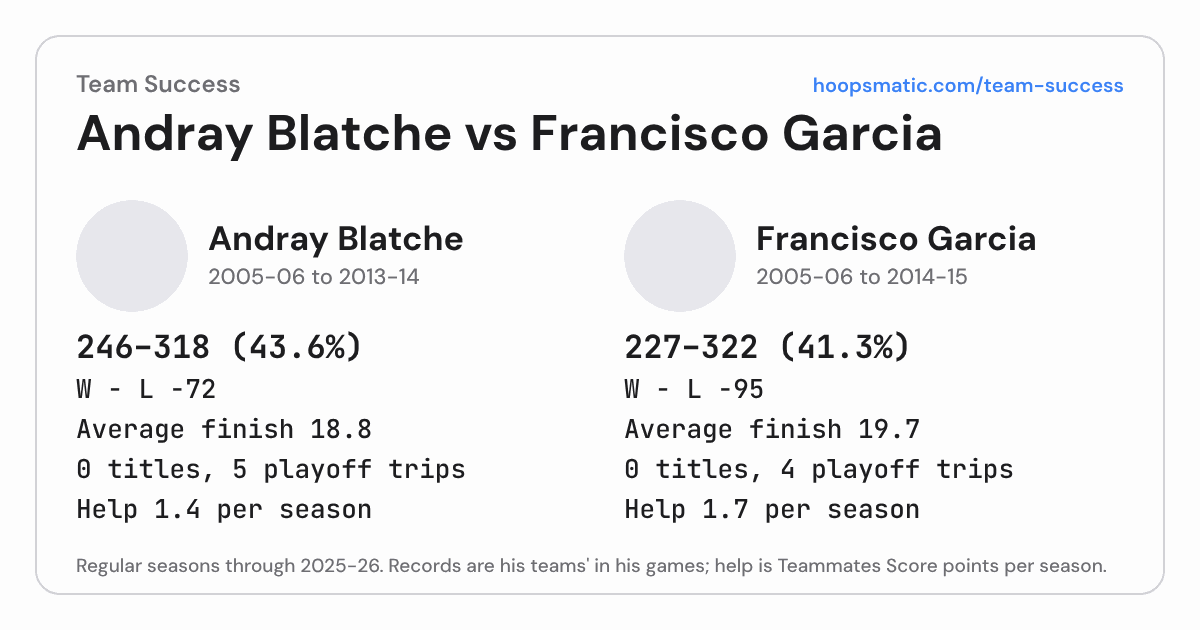 Team Success
hoopsmatic.com/team-success
Andray Blatche vs Francisco Garcia
Andray Blatche
2005-06 to 2013-14
246-318 (43.6%)
W - L -72
Average finish 18.8
0 titles, 5 playoff trips
Help 1.4 per season
Francisco Garcia
2005-06 to 2014-15
227-322 (41.3%)
W - L -95
Average finish 19.7
0 titles, 4 playoff trips
Help 1.7 per season
Regular seasons through 2025-26. Records are his teams' in his games; help is Teammates Score points per season.